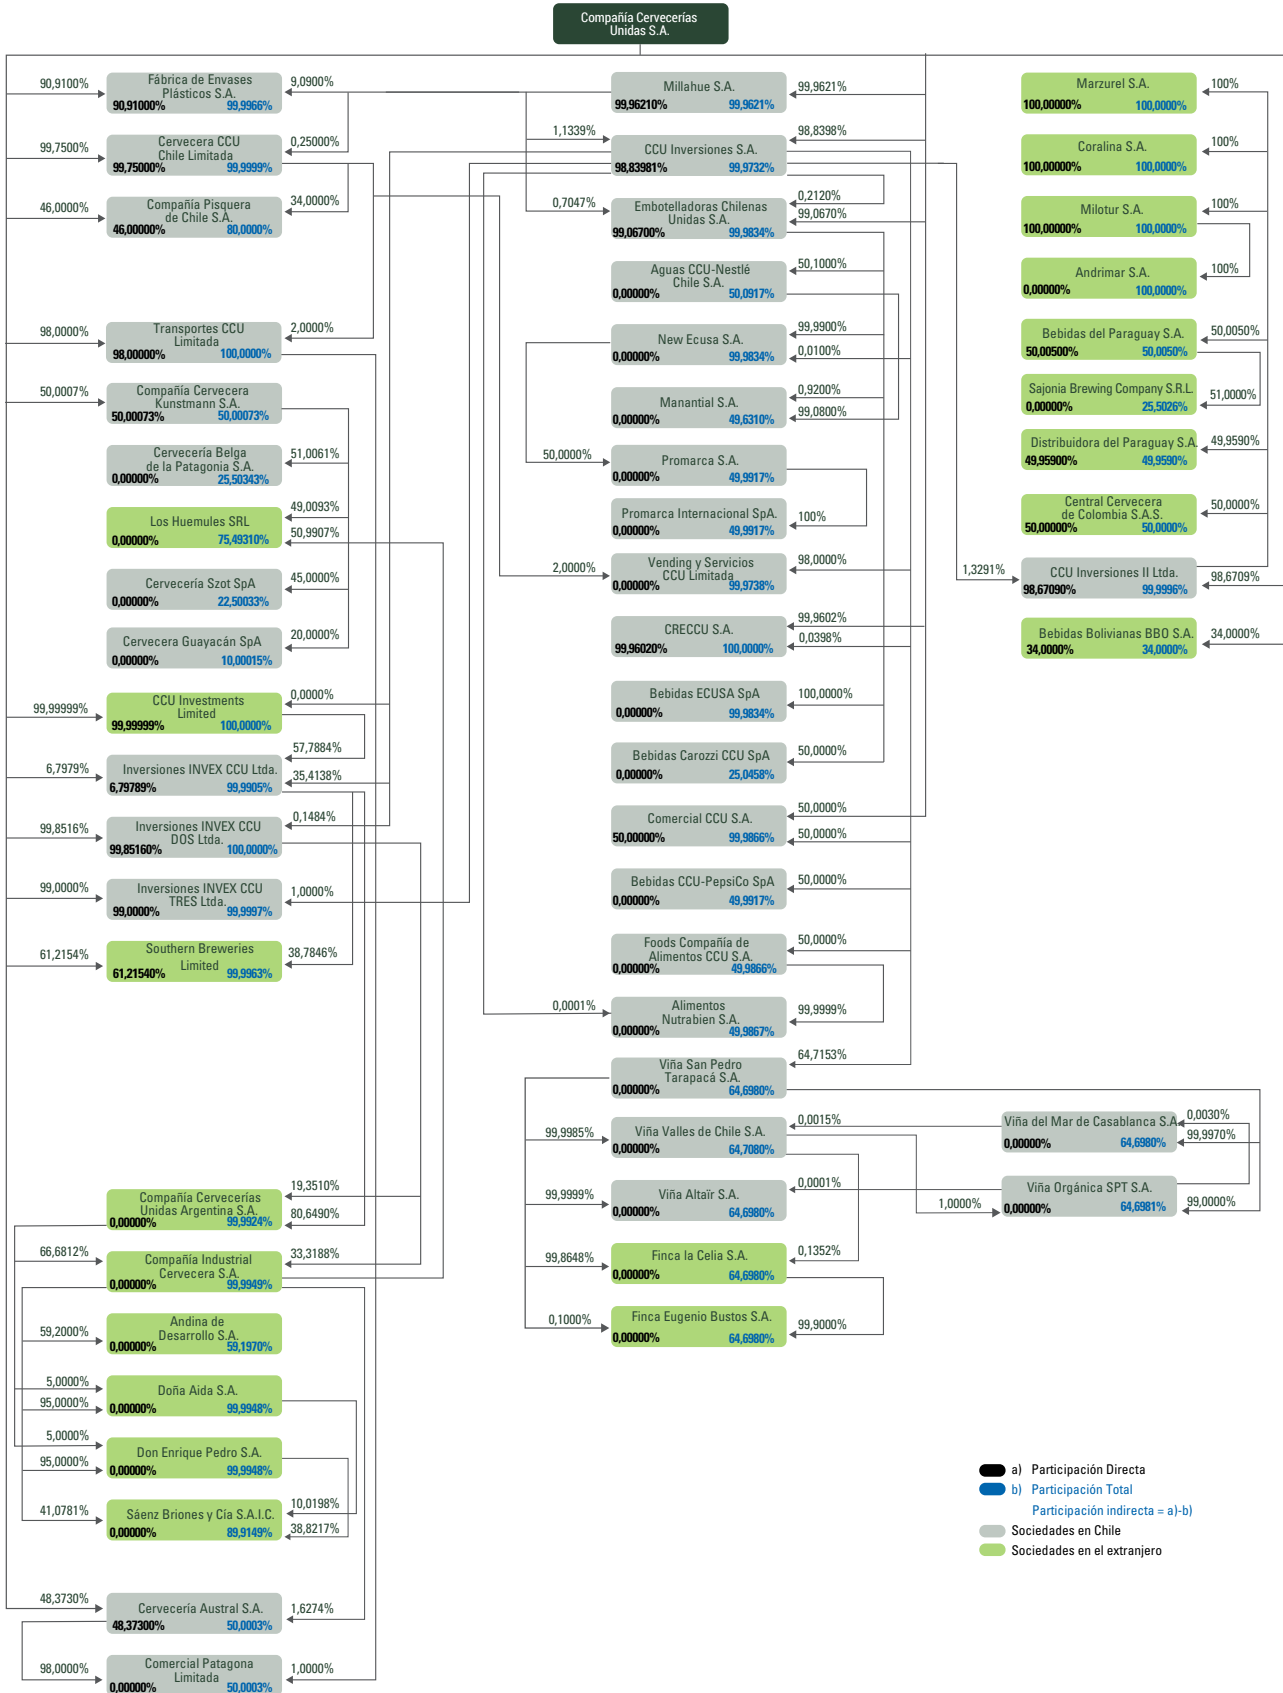 Compañía Cervecerías
Unidas S.A.
90,9100%
Fábrica de Envases
Plásticos S.A.
90,91000% 99,9966%
9,0900%
99,7500%
Cervecera CCU
Chile Limitada
99,75000% 99,9999%
0,25000%
46,0000%
Compañía Pisquera
de Chile S.A.
46,00000% 80,0000%
34,0000%
98,0000%
Transportes CCU
Limitada
98,00000% 100,0000%
2,0000%
50,0007%
Compañía Cervecera
Kunstmann S.A.
50,00073% 50,00073%
Cervecería Belga
de la Patagonia S.A.
0,00000% 25,50343%
51,0061%
Los Huemules SRL
0,00000% 75,49310%
49,0093%
50,9907%
Cervecería Szot SpA
0,00000% 22,50033%
45,0000%
Cervecera Guayacán SpA
0,00000% 10,00015%
20,0000%
99,99999%
CCU Investments
Limited
99,99999% 100,0000%
0,0000%
57,7884%
6,7979%
Inversiones INVEX CCU Ltda.
6,79789% 99,9905%
35,4138%
99,8516%
Inversiones INVEX CCU
DOS Ltda.
99,85160% 100,0000%
0,1484%
99,0000%
Inversiones INVEX CCU
TRES Ltda.
99,0000% 99,9997%
1,0000%
61,2154%
Southern Breweries
Limited
61,21540% 99,9963%
38,7846%
Compañía Cervecerías
Unidas Argentina S.A.
0,00000% 99,9924%
19,3510%
80,6490%
66,6812%
Compañía Industrial
Cervecera S.A.
0,00000% 99,9949%
33,3188%
59,2000%
Andina de
Desarrollo S.A.
0,00000% 59,1970%
5,0000%
95,0000%
Doña Aida S.A.
0,00000% 99,9948%
5,0000%
95,0000%
Don Enrique Pedro S.A.
0,00000% 99,9948%
41,0781%
Sáenz Briones y Cía S.A.I.C.
0,00000% 89,9149%
10,0198%
38,8217%
48,3730%
Cervecería Austral S.A.
48,37300% 50,0003%
1,6274%
98,0000%
Comercial Patagona
Limitada
0,00000% 50,0003%
1,0000%
Millahue S.A.
99,96210% 99,9621%
99,9621%
1,1339%
CCU Inversiones S.A.
98,83981% 99,9732%
98,8398%
0,7047%
Embotelladoras Chilenas
Unidas S.A.
99,06700% 99,9834%
0,2120%
99,0670%
Aguas CCU-Nestlé
Chile S.A.
0,00000% 50,0917%
50,1000%
New Ecusa S.A.
0,00000% 99,9834%
99,9900%
0,0100%
Manantial S.A.
0,00000% 49,6310%
0,9200%
99,0800%
50,0000%
Promarca S.A.
0,00000% 49,9917%
Promarca Internacional SpA.
0,00000% 49,9917%
100%
2,0000%
Vending y Servicios
CCU Limitada
0,00000% 99,9738%
98,0000%
CRECCU S.A.
99,96020% 100,0000%
99,9602%
0,0398%
Bebidas ECUSA SpA
0,00000% 99,9834%
100,0000%
Bebidas Carozzi CCU SpA
0,00000% 25,0458%
50,0000%
Comercial CCU S.A.
50,00000% 99,9866%
50,0000%
50,0000%
Bebidas CCU-PepsiCo SpA
0,00000% 49,9917%
50,0000%
Foods Compañía de
Alimentos CCU S.A.
0,00000% 49,9866%
50,0000%
0,0001%
Alimentos
Nutrabien S.A.
0,00000% 49,9867%
99,9999%
Viña San Pedro
Tarapacá S.A.
0,00000% 64,6980%
64,7153%
99,9985%
Viña Valles de Chile S.A.
0,00000% 64,7080%
0,0015%
99,9999%
Viña Altaïr S.A.
0,00000% 64,6980%
0,0001%
99,8648%
Finca la Celia S.A.
0,00000% 64,6980%
0,1352%
0,1000%
Finca Eugenio Bustos S.A.
0,00000% 64,6980%
99,9000%
Viña del Mar de Casablanca S.A
0,00000% 64,6980%
0,0030%
99,9970%
1,0000%
Viña Orgánica SPT S.A.
0,00000% 64,6981%
99,0000%
Marzurel S.A.
100,00000% 100,0000%
100%
Coralina S.A.
100,00000% 100,0000%
100%
Milotur S.A.
100,00000% 100,0000%
100%
Andrimar S.A.
0,00000% 100,0000%
100%
Bebidas del Paraguay S.A.
50,00500% 50,0050%
50,0050%
Sajonia Brewing Company S.R.L.
0,00000% 25,5026%
51,0000%
Distribuidora del Paraguay S.A.
49,95900% 49,9590%
49,9590%
Central Cervecera
de Colombia S.A.S.
50,00000% 50,0000%
50,0000%
1,3291%
CCU Inversiones II Ltda.
98,67090% 99,9996%
98,6709%
Bebidas Bolivianas BBO S.A.
34,0000% 34,0000%
34,0000%
a) Participación Directa
b) Participación Total
Participación indirecta = a)-b)
Sociedades en Chile
Sociedades en el extranjero